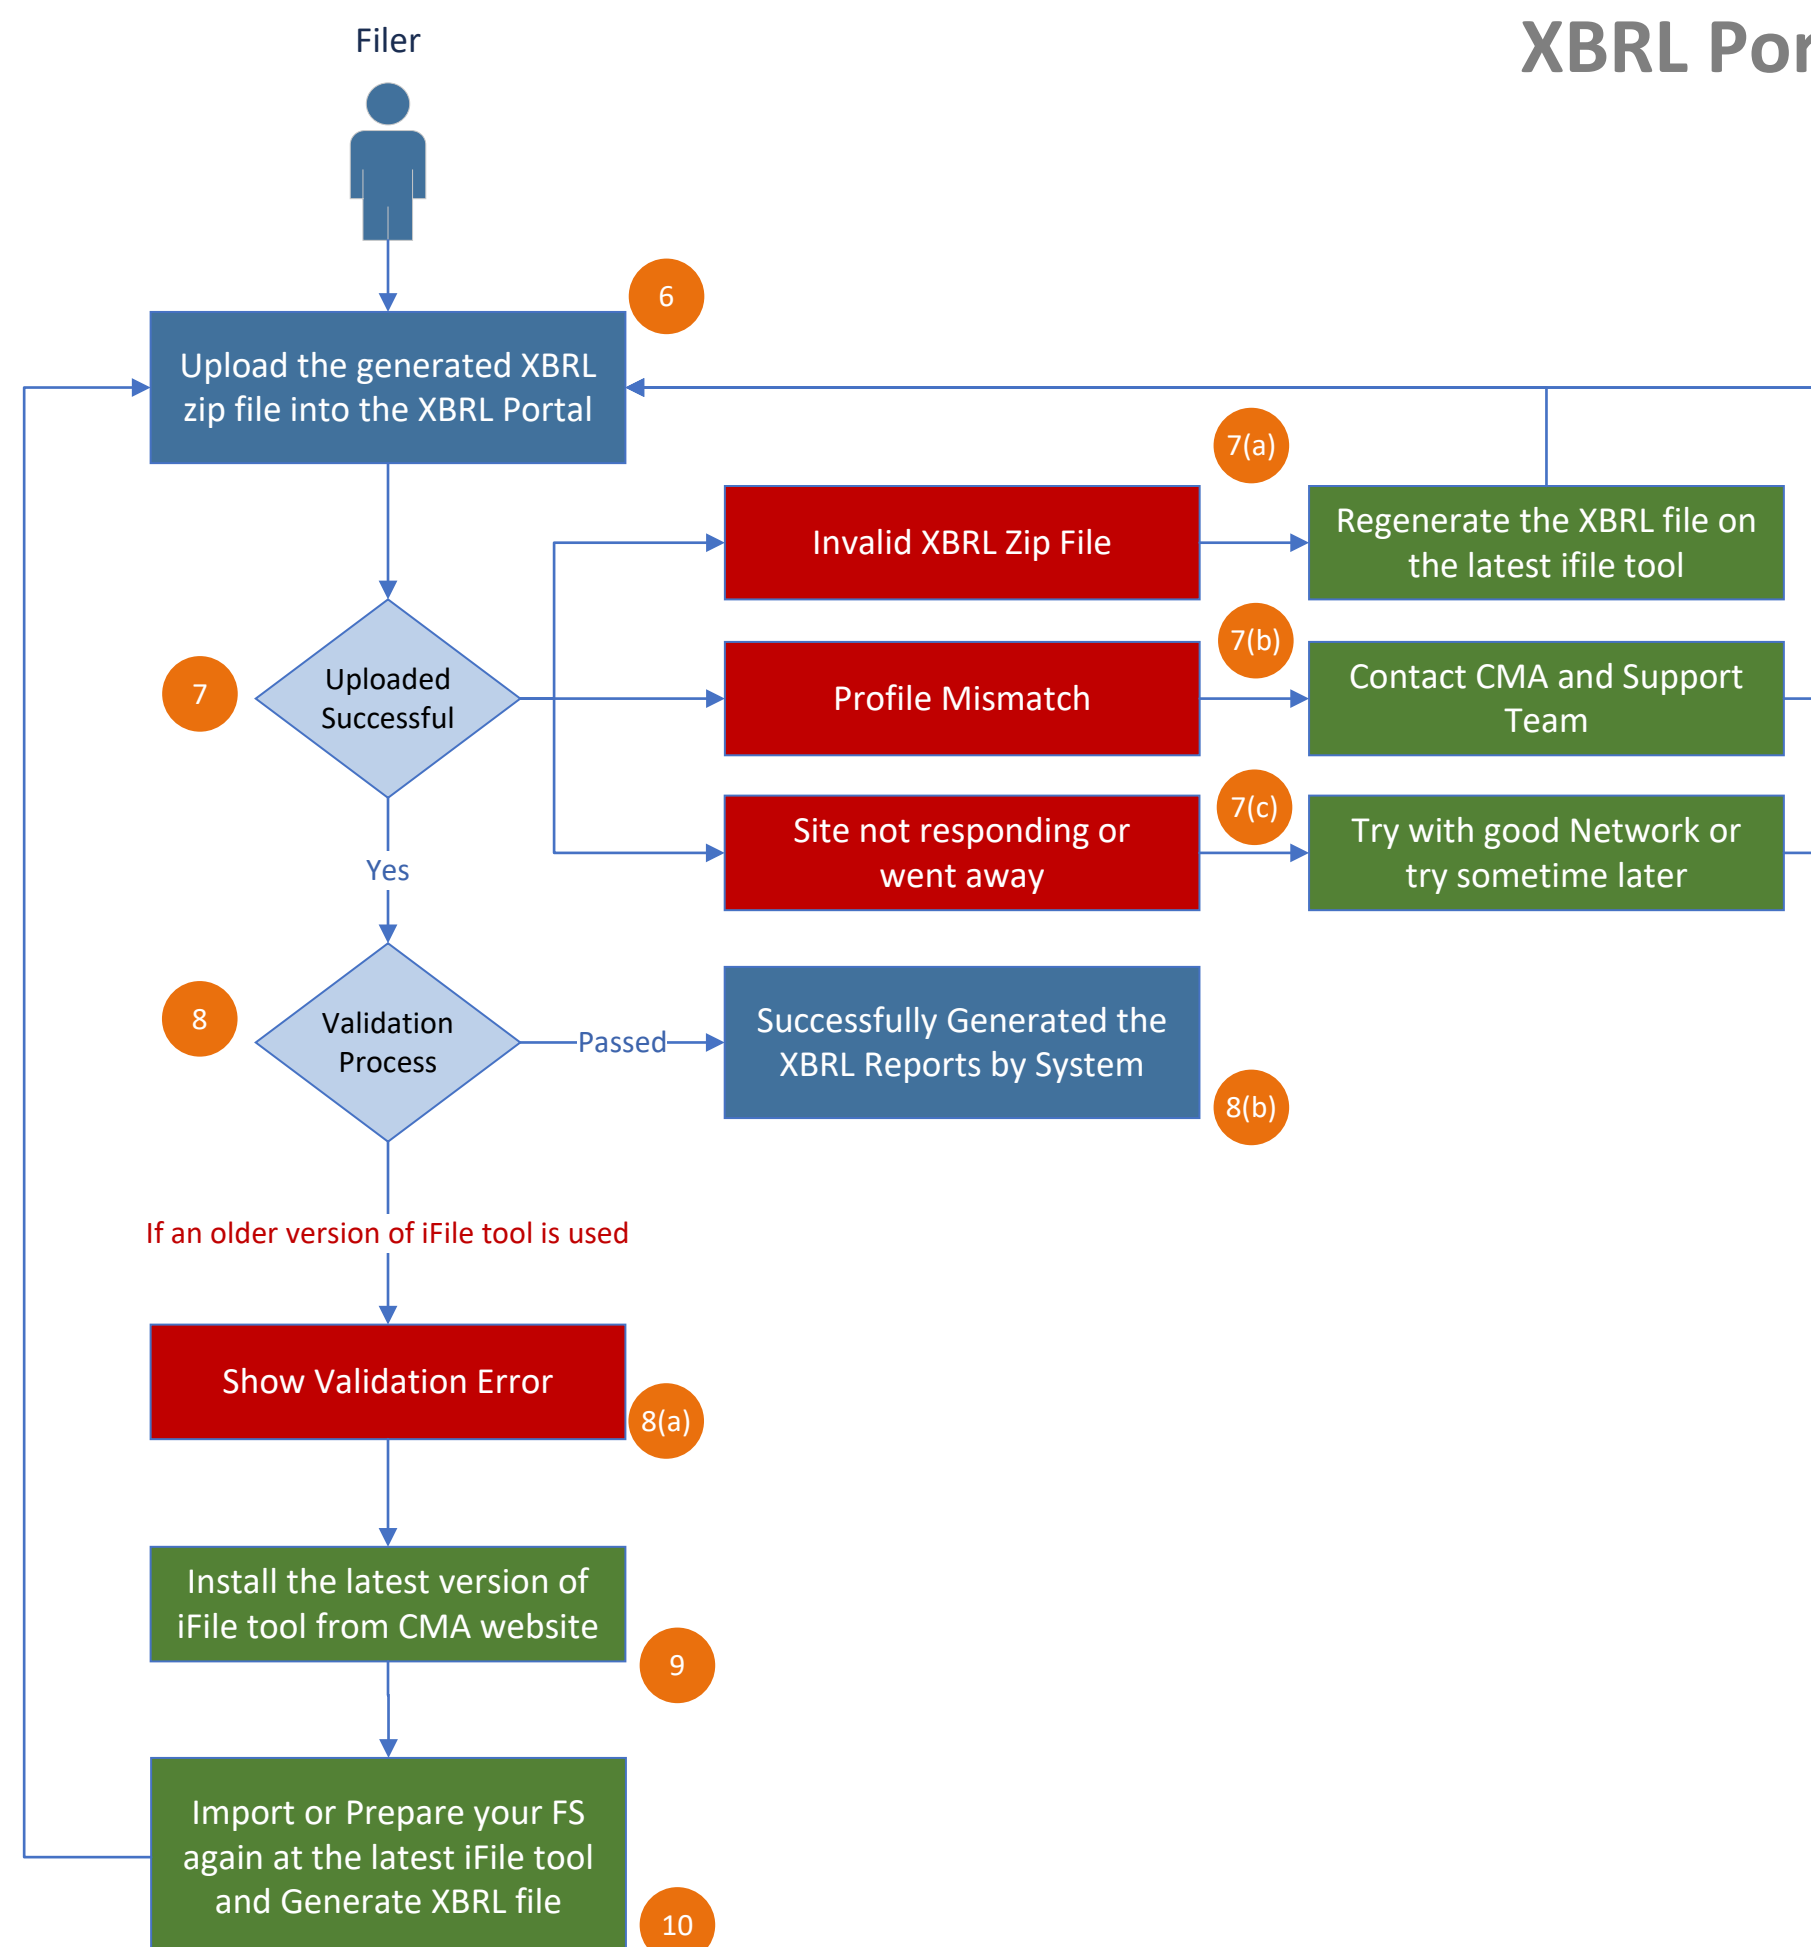 Filer
XBRL Por
6
Upload the generated XBRL
zip file into the XBRL Portal
7(a)
Invalid XBRL Zip File
Regenerate the XBRL file on
the latest ifile tool
7
Uploaded
Successful
7(b)
Profile Mismatch
Contact CMA and Support
Team
7(c)
Site not responding or
went away
Try with good Network or
try sometime later
Yes
8
Validation
Process
Passed
Successfully Generated the
XBRL Reports by System
8(b)
If an older version of iFile tool is used
Show Validation Error
8(a)
Install the latest version of
iFile tool from CMA website
9
Import or Prepare your FS
again at the latest iFile tool
and Generate XBRL file
10